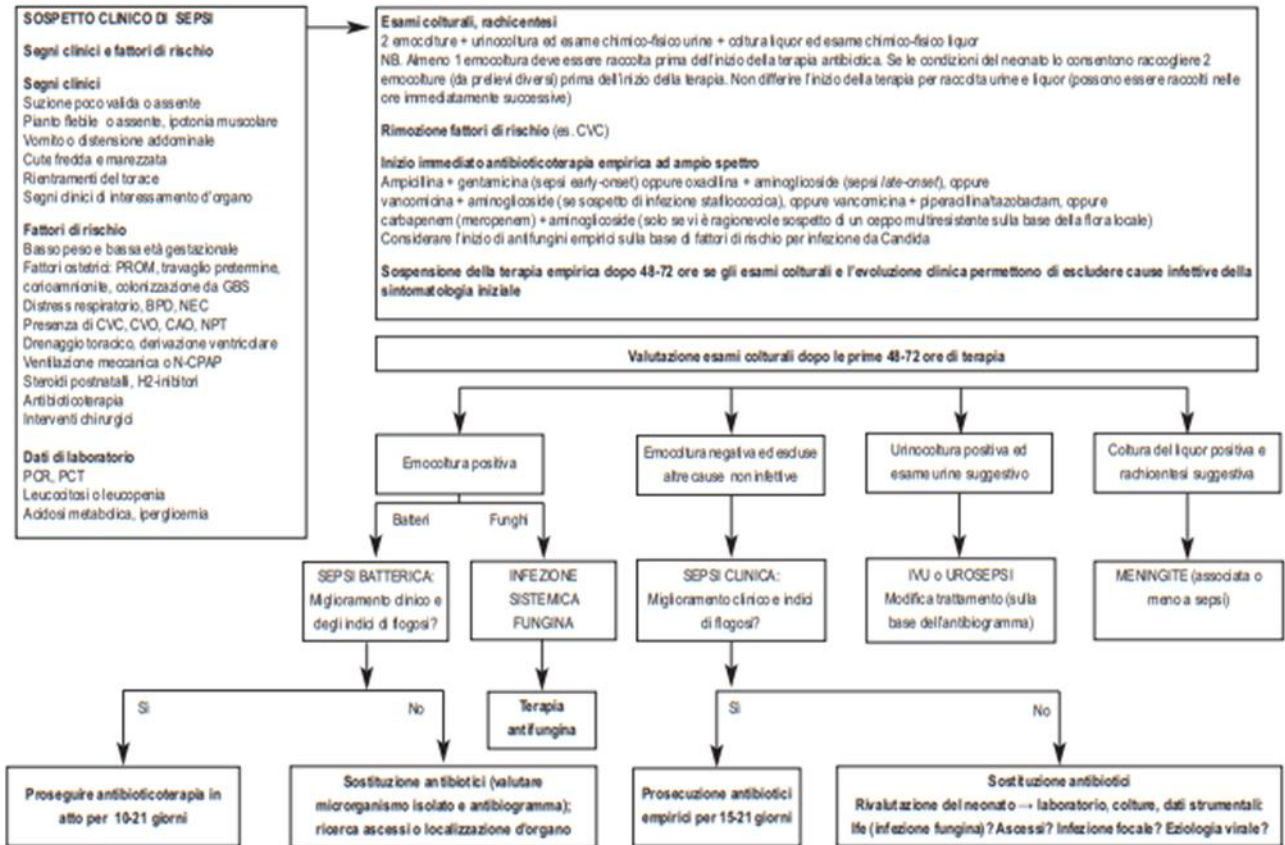 SOSPETTO CLINICO DI SEPSI
Segni clinici e fattori di rischio
Segni clinici
Suzione poco valida o assente
Pianto flebile o assente, ipotonia muscolare
Vomito o distensione addominale
Cute fredda e marezzata
Rientramenti del torace
Segni clinici di interessamento d'organo
Fattori di rischio
Basso peso e bassa età gestazionale
Fattori ostetrici: PROM, travaglio pretermine,
corioamnionite, colonizzazione da GBS
Distress respiratorio, BPD, NEC
Presenza di CVC, CVO, CAO, NPT
Drenaggio toracico, derivazione ventricolare
Ventilazione meccanica o N-CPAP
Steroidi postnatali, H2-inibitori
Antibioticoterapia
Interventi chirurgici
Dati di laboratorio
PCR, PCT
Leucocitosi o leucopenia
Acidosi metabolica, iperglicemia
Esami colturali, rachicentesi
2 emocolture + urinocoltura ed esame chimico-fisico urine + coltura liquor ed esame chimico-fisico liquor
NB. Almeno 1 emocoltura deve essere raccolta prima dell'inizio della terapia antibiotica. Se le condizioni del neonato lo consentono raccogliere 2
emocolture (da prelievi diversi) prima dell'inizio della terapia. Non differire l'inizio della terapia per raccolta urine e liquor (possono essere raccolti nelle
ore immediatamente successive)
Rimozione fattori di rischio (es. CVC)
Inizio immediato antibioticoterapia empirica ad ampio spettro
Ampicillina + gentamicina (sepsi early-onset) oppure oxacillina + aminoglicoside (sepsi late-onset), oppure
vancomicina + aminoglicoside (se sospetto di infezione stafilococcica), oppure vancomicina + piperacillina/tazobactam, oppure
carbapenem (meropenem) + aminoglicoside (solo se vi è ragionevole sospetto di un ceppo multiresistente sulla base della flora locale)
Considerare l'inizio di antifungini empirici sulla base di fattori di rischio per infezione da Candida
Sospensione della terapia empirica dopo 48-72 ore se gli esami colturali e l'evoluzione clinica permettono di escludere cause infettive della
sintomatologia iniziale
Valutazione esami colturali dopo le prime 48-72 ore di terapia
Emocoltura positiva
Emocoltura negativa ed escluse
altre cause non infettive
Urinocoltura positiva ed
esame urine suggestivo
Coltura del liquor positiva e
rachicentesi suggestiva
Batteri
Funghi
SEPSI BATTERICA:
Miglioramento clinico e
degli indici di flogosi?
INFEZIONE
SISTEMICA
FUNGINA
SEPSI CLINICA:
Miglioramento clinico e indici
di flogosi?
IVU o UROSEPSI
Modifica trattamento (sulla
base dell'antibiogramma)
MENINGITE (associata o
meno a sepsi)
Sì
No
Terapia
antifungina
Sì
No
Proseguire antibioticoterapia in
atto per 10-21 giorni
Sostituzione antibiotici (valutare
microrganismo isolato e antibiogramma);
ricerca ascessi o localizzazione d'organo
Prosecuzione antibiotici
empirici per 15-21 giorni
Sostituzione antibiotici
Rivalutazione del neonato → laboratorio, colture, dati strumentali:
Ife (infezione fungina)? Ascessi? Infezione focale? Eziologia virale?